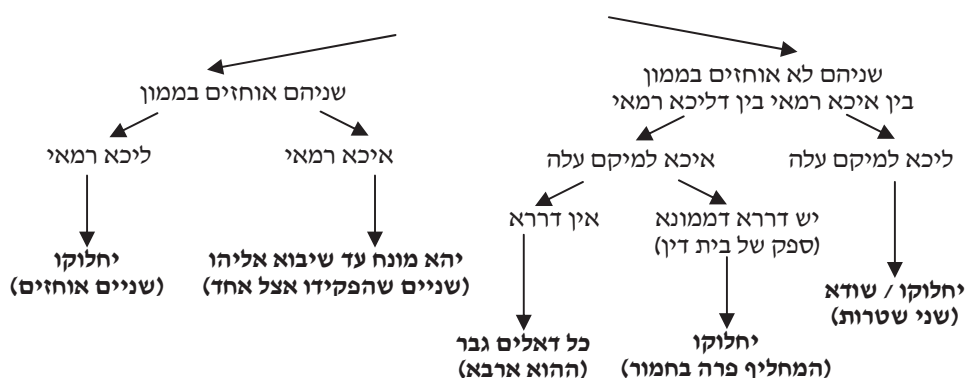 שניהם לא אוחזים בממון
בין איכא רמאי בין דליכא רמאי
שניהם אוחזים בממון
ליכא למיקם עלה
איכא למיקם עלה
איכא רמאי
ליכא רמאי
יש דררא דממונא
(ספק של בית דין)
אין דררא
יהא מונח עד שיבוא אליהו
(שניים שהפקידו אצל אחד)
יחלוקו
(שניים אוחזים)
יחלוקו / שודא
(שני שטרות)
יחלוקו
(המחליף פרה בחמור)
כל דאלים גבר
(ההוא ארבא)